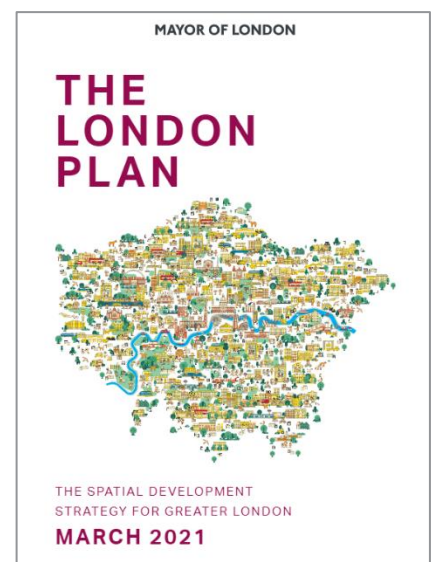 MAYOR OF LONDON
THE
LONDON
PLAN
THE SPATIAL DEVELOPMENT
STRATEGY FOR GREATER LONDON
MARCH 2021